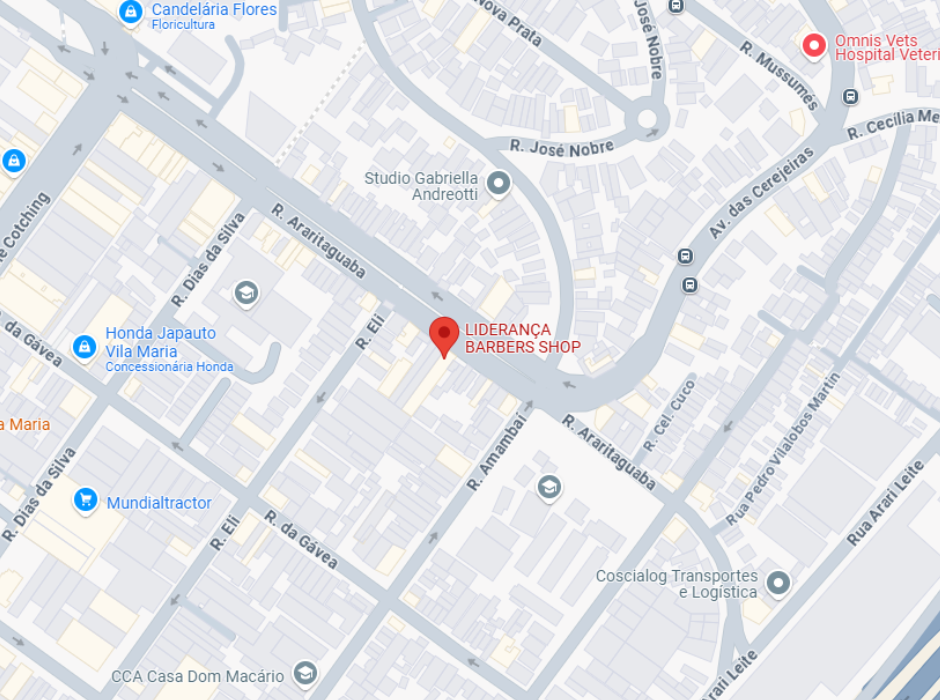 Candelária Flores
Floricultura
Nova Prata
José Nobre
R. Mussumés
Omnis Vets
Hospital Veteri
R. Cecília Me
R. José Nobre
Studio Gabriella
Andreotti
Av. das Cerejeiras
e Cotching
R. Dias da Silva
R. Araritaguaba
R. Eli
LIDERANÇA
BARBERS SHOP
da Gávea
Honda Japauto
Vila Maria
Concessionária Honda
a Maria
R. Cel. Cuco
R. Araritaguaba
Rua Pedro Vilalobos Martin
R. Amambaí
R. Dias da Silva
Mundialtractor
R. Eli
R. da Gávea
Rua Arari Leite
Coscialog Transportes
e Logística
Arari Leite
CCA Casa Dom Macário